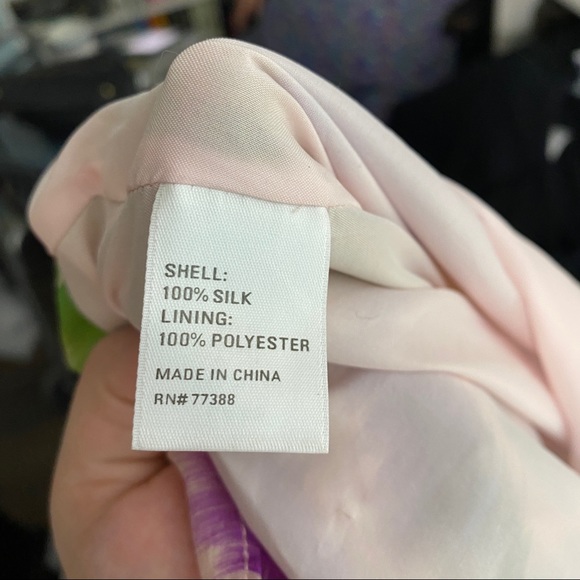 SHELL:
100% SILK
LINING:
100% POLYESTER
MADE IN CHINA
RN# 77388